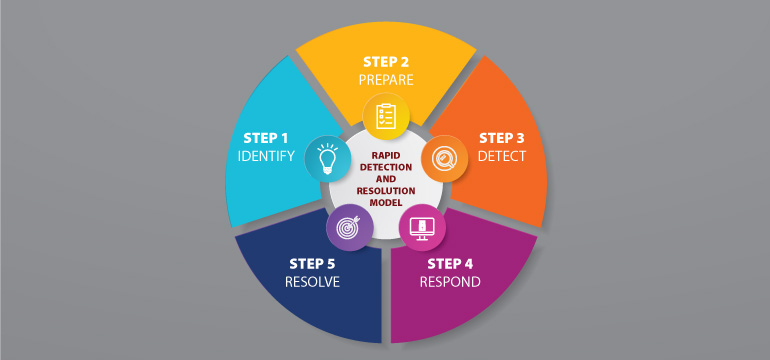 STEP 1
IDENTIFY
STEP 2
PREPARE
STEP 3
DETECT
STEP 4
RESPOND
STEP 5
RESOLVE
RAPID
DETECTION
AND
RESOLUTION
MODEL